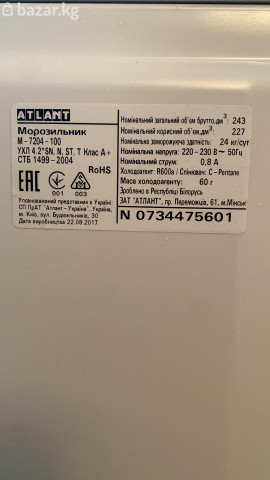 bazar.kg
ATLANT
Морозильник
М-7204-100
УХЛ 4.2*SN, N, ST, T Клас А+
СТБ 1499-2004
RoHS
EAC
001
003
Уповноважений представник в Україні:
СП ПрАТ "Атлант-Україна", Україна,
м. Київ, вул. Будівельників, 30
Дата виробництва 22.08.2017
Номінальний загальний об'єм брутто,дм³: 243
Номінальний корисний об'єм,дм³: 227
Номінальна заморожуюча здатність: 24 кг/сут
Номінальна напруга: 220-230 В ~ 50Гц
Номінальний струм: 0,8 А
Холодоагент: R600a / Спінювач: C-Pentane
Маса холодоагенту: 60 г
Зроблено в Республіці Білорусь
ЗАТ "АТЛАНТ", пр. Переможців, 61, м.Мінськ
N 0734475601